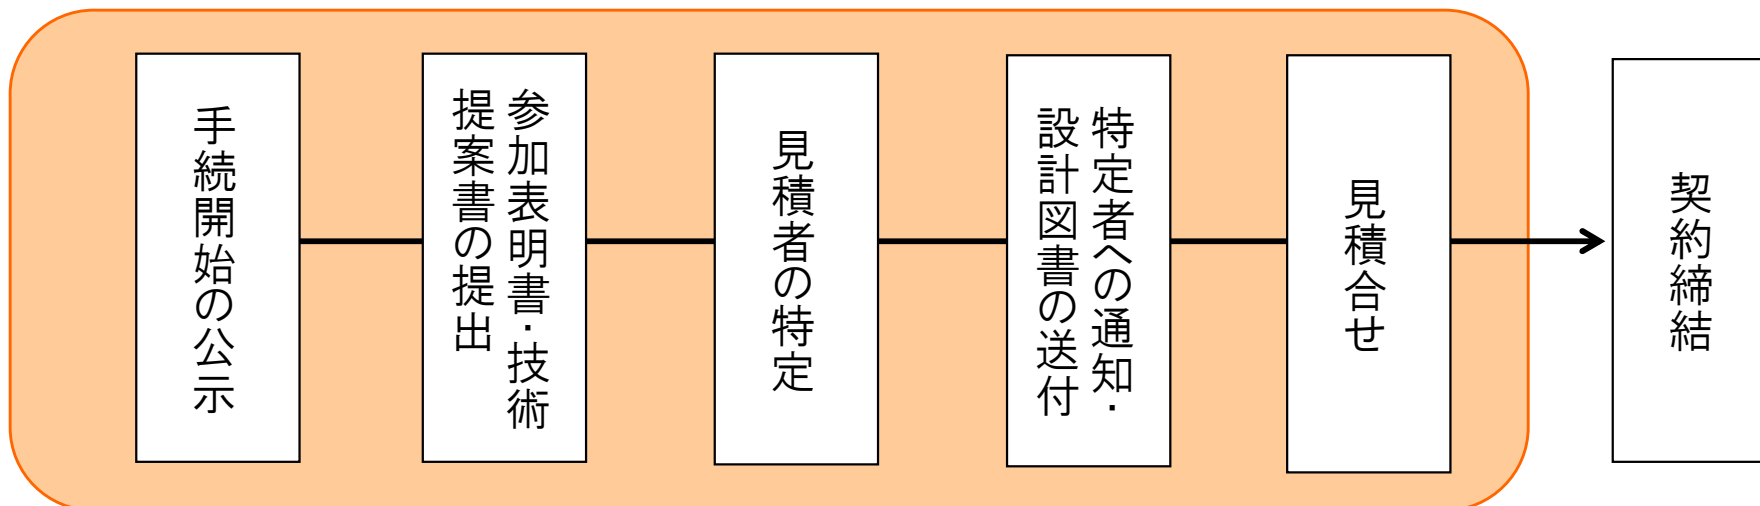 手続開始の公示
参加表明書・技術
提案書の提出
見積者の特定
特定者への通知・
設計図書の送付
見積合せ
契約締結